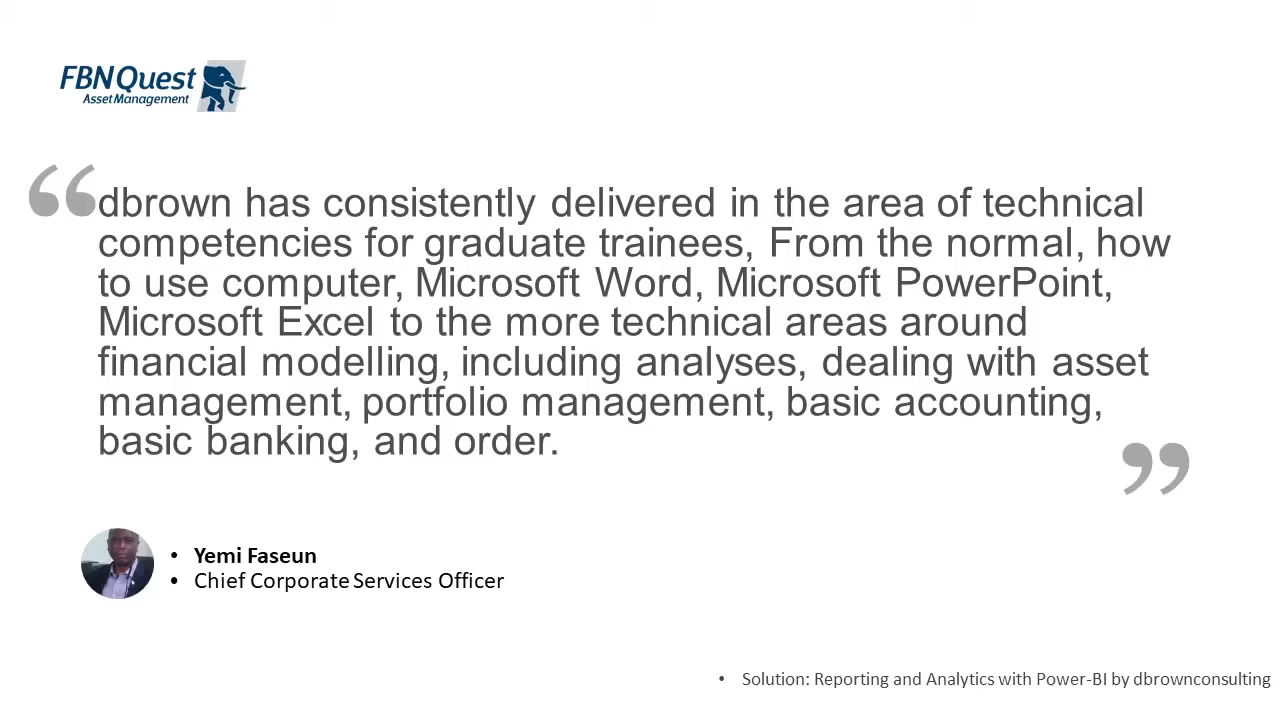 FBNQuest
Asset Management
“dbrown has consistently delivered in the area of technical
competencies for graduate trainees, From the normal, how
to use computer, Microsoft Word, Microsoft PowerPoint,
Microsoft Excel to the more technical areas around
financial modelling, including analyses, dealing with asset
management, portfolio management, basic accounting,
basic banking, and order.”
• Yemi Faseun
• Chief Corporate Services Officer
• Solution: Reporting and Analytics with Power-BI by dbrownconsulting